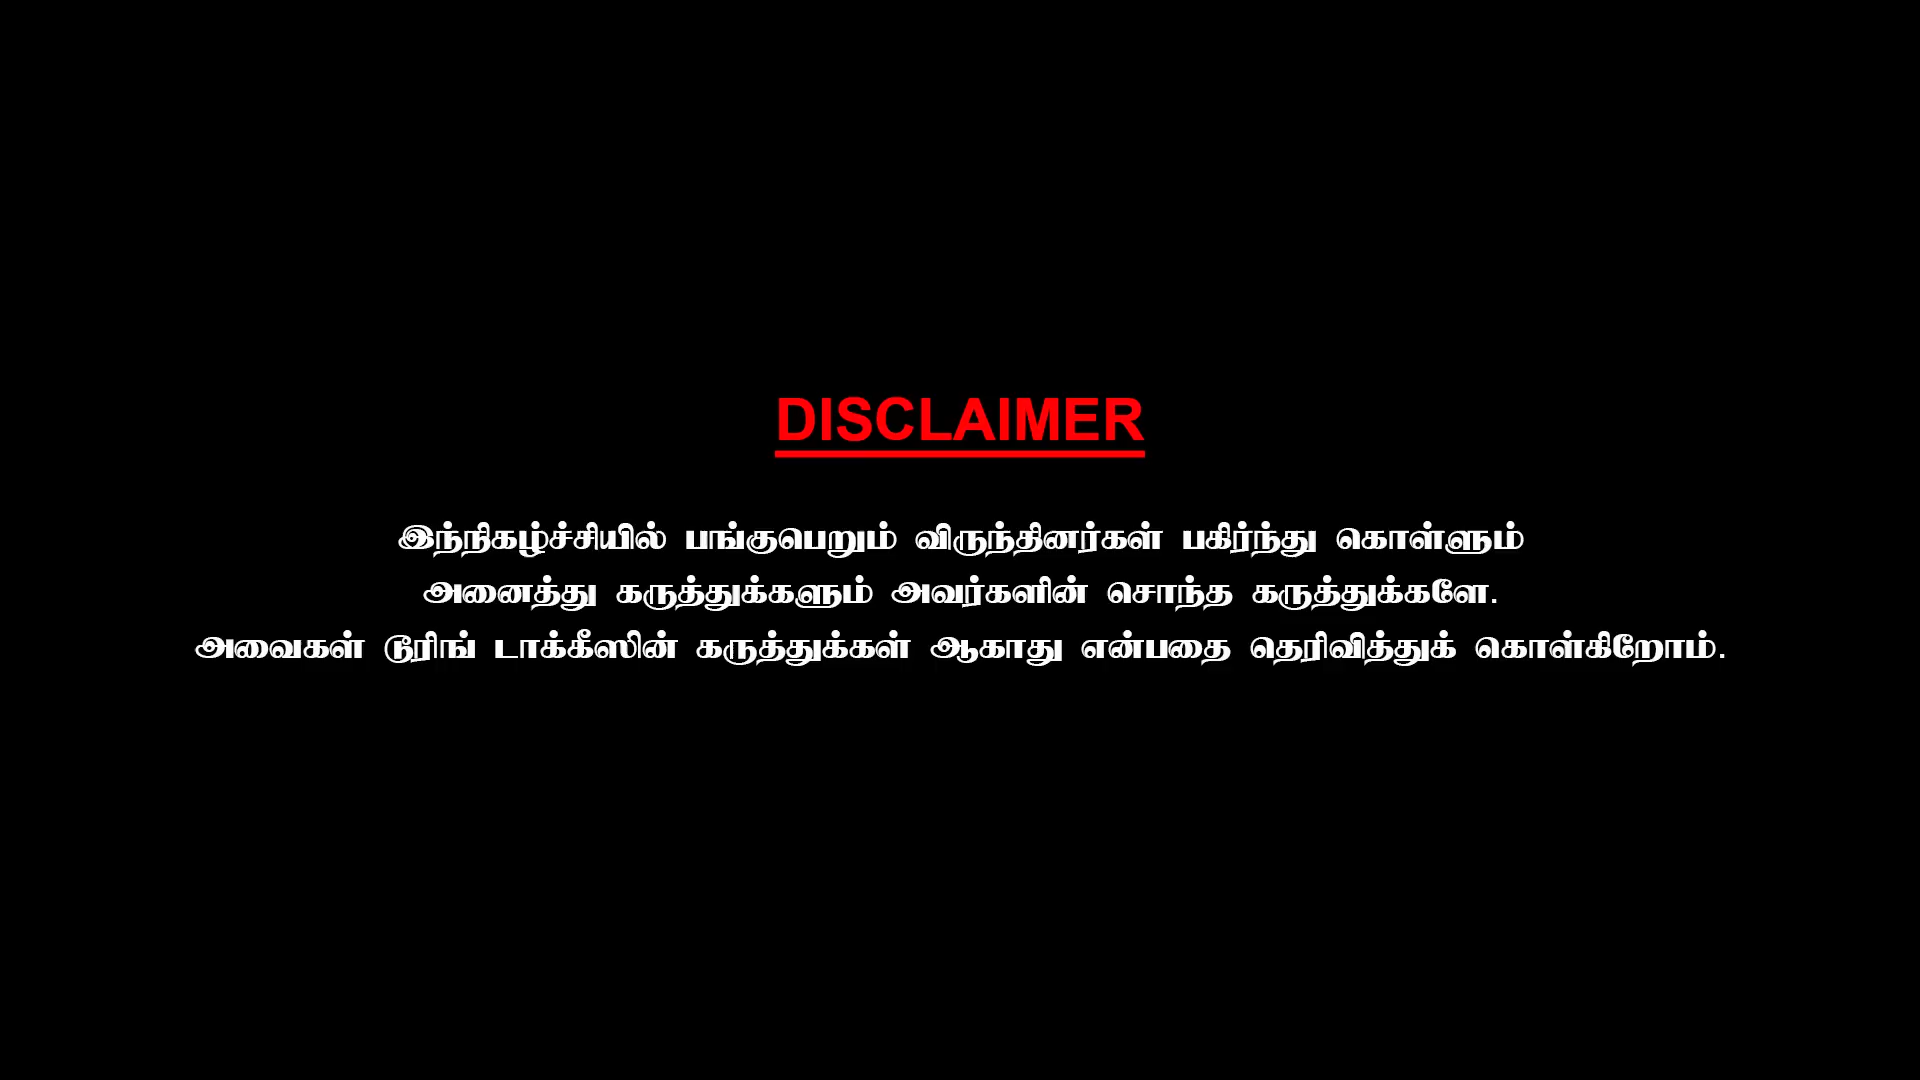 DISCLAIMER
இந்நிகழ்ச்சியில் பங்குபெறும் விருந்தினர்கள் பகிர்ந்து கொள்ளும்
அனைத்து கருத்துக்களும் அவர்களின் சொந்த கருத்துக்களே.
அவைகள் டூரிங் டாக்கீஸின் கருத்துக்கள் ஆகாது என்பதை தெரிவித்துக் கொள்கிறோம்.